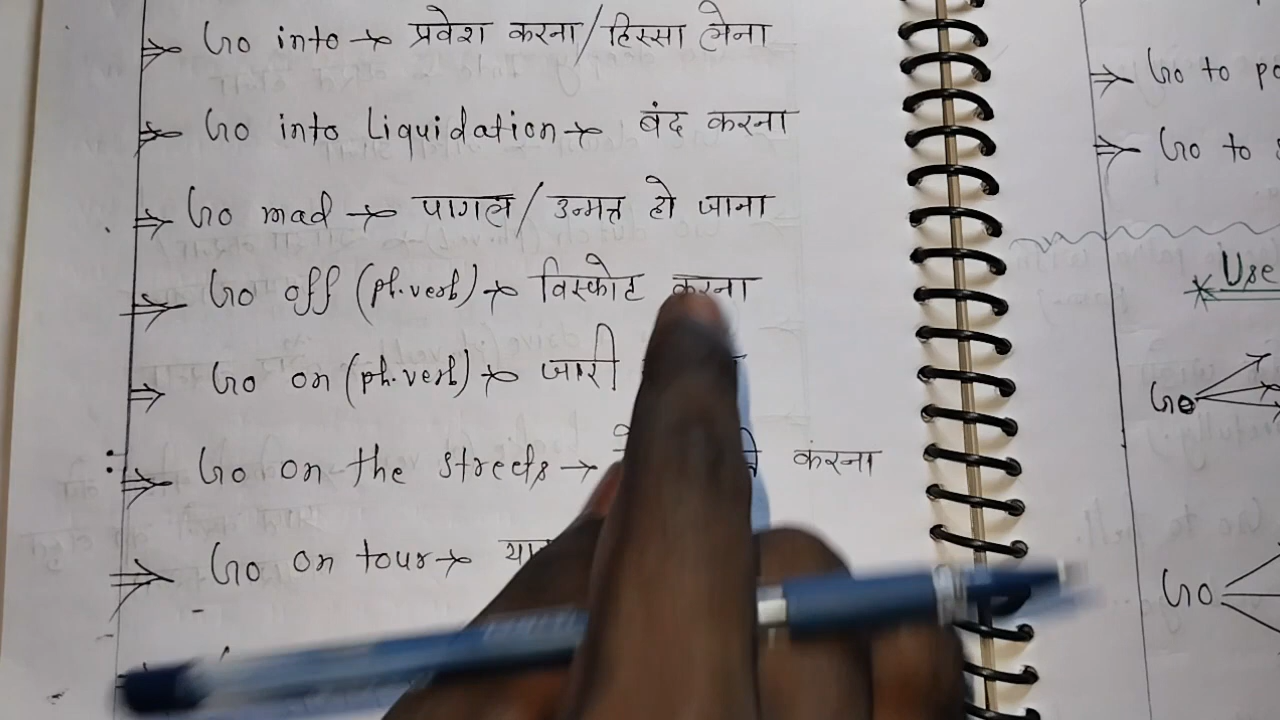 Go into → प्रवेश करना/हिस्सा लेना
Go into Liquidation → बंद करना
Go mad → पागल/उन्मत्त हो जाना
Go off (ph.verb) → विस्फोट करना
Go on (ph.verb) → जारी
Go on the streets → करना
Go on tour →
Go to
Go to
Use
Go
Go